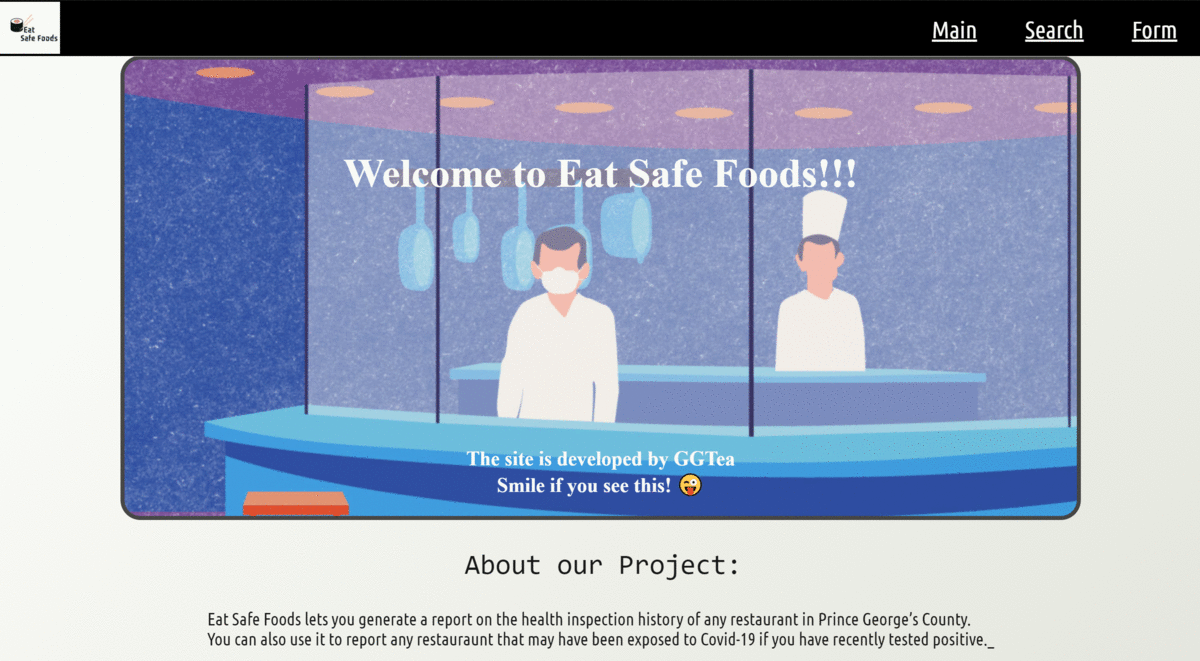 Eat
Safe Foods
Main
Search
Form
Welcome to Eat Safe Foods!!!
The site is developed by GGTea
Smile if you see this! 😜
About our Project:
Eat Safe Foods lets you generate a report on the health inspection history of any restaurant in Prince George's County.
You can also use it to report any restauraunt that may have been exposed to Covid-19 if you have recently tested positive._